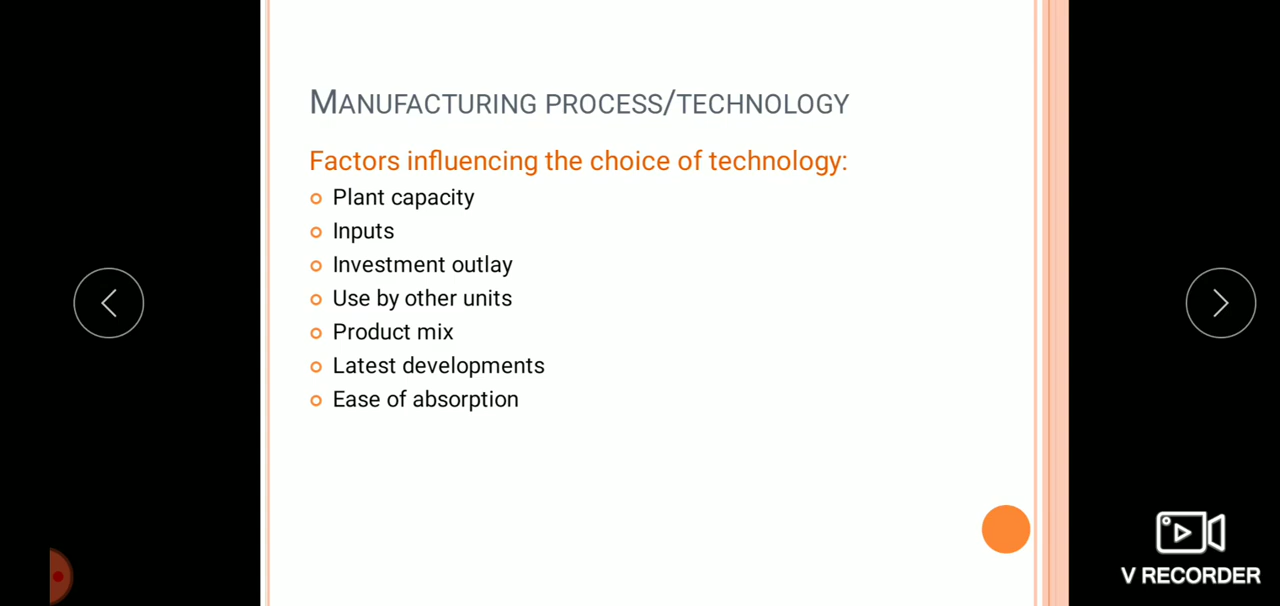 MANUFACTURING PROCESS/TECHNOLOGY
Factors influencing the choice of technology:
Plant capacity
Inputs
Investment outlay
Use by other units
Product mix
Latest developments
Ease of absorption
V RECORDER